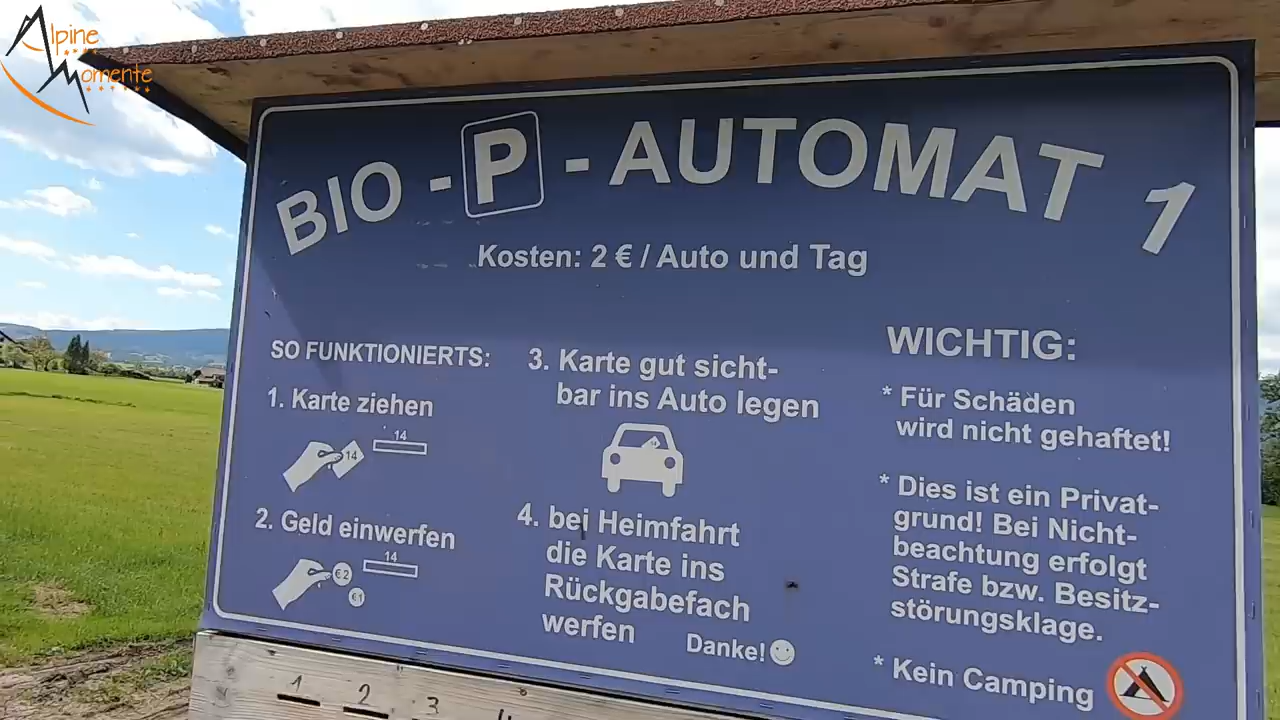 Alpine
Momente
BIO - P - AUTOMAT 1
Kosten: 2 € / Auto und Tag
SO FUNKTIONIERTS:
1. Karte ziehen
14
14
2. Geld einwerfen
14
€ 2
€ 1
3. Karte gut sicht-
bar ins Auto legen
4. bei Heimfahrt
die Karte ins
Rückgabefach
werfen
Danke!
WICHTIG:
* Für Schäden
wird nicht gehaftet!
* Dies ist ein Privat-
grund! Bei Nicht-
beachtung erfolgt
Strafe bzw. Besitz-
störungsklage.
* Kein Camping
1 2 3